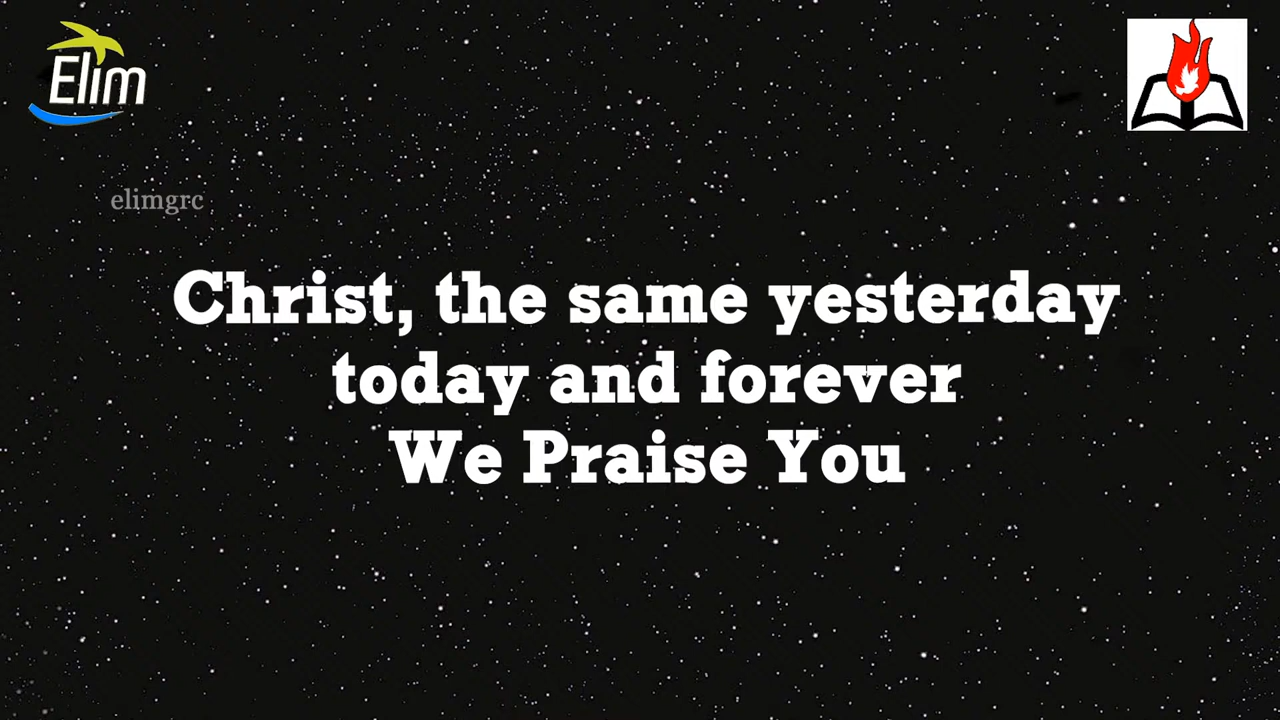 Elim
elimgrc
Christ, the same yesterday
today and forever
We Praise You